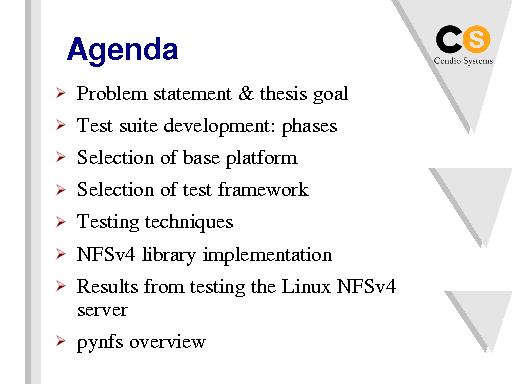 Agenda
CS
Cendio Systems
Problem statement & thesis goal
Test suite development: phases
Selection of base platform
Selection of test framework
Testing techniques
NFSv4 library implementation
Results from testing the Linux NFSv4
server
pynfs overview